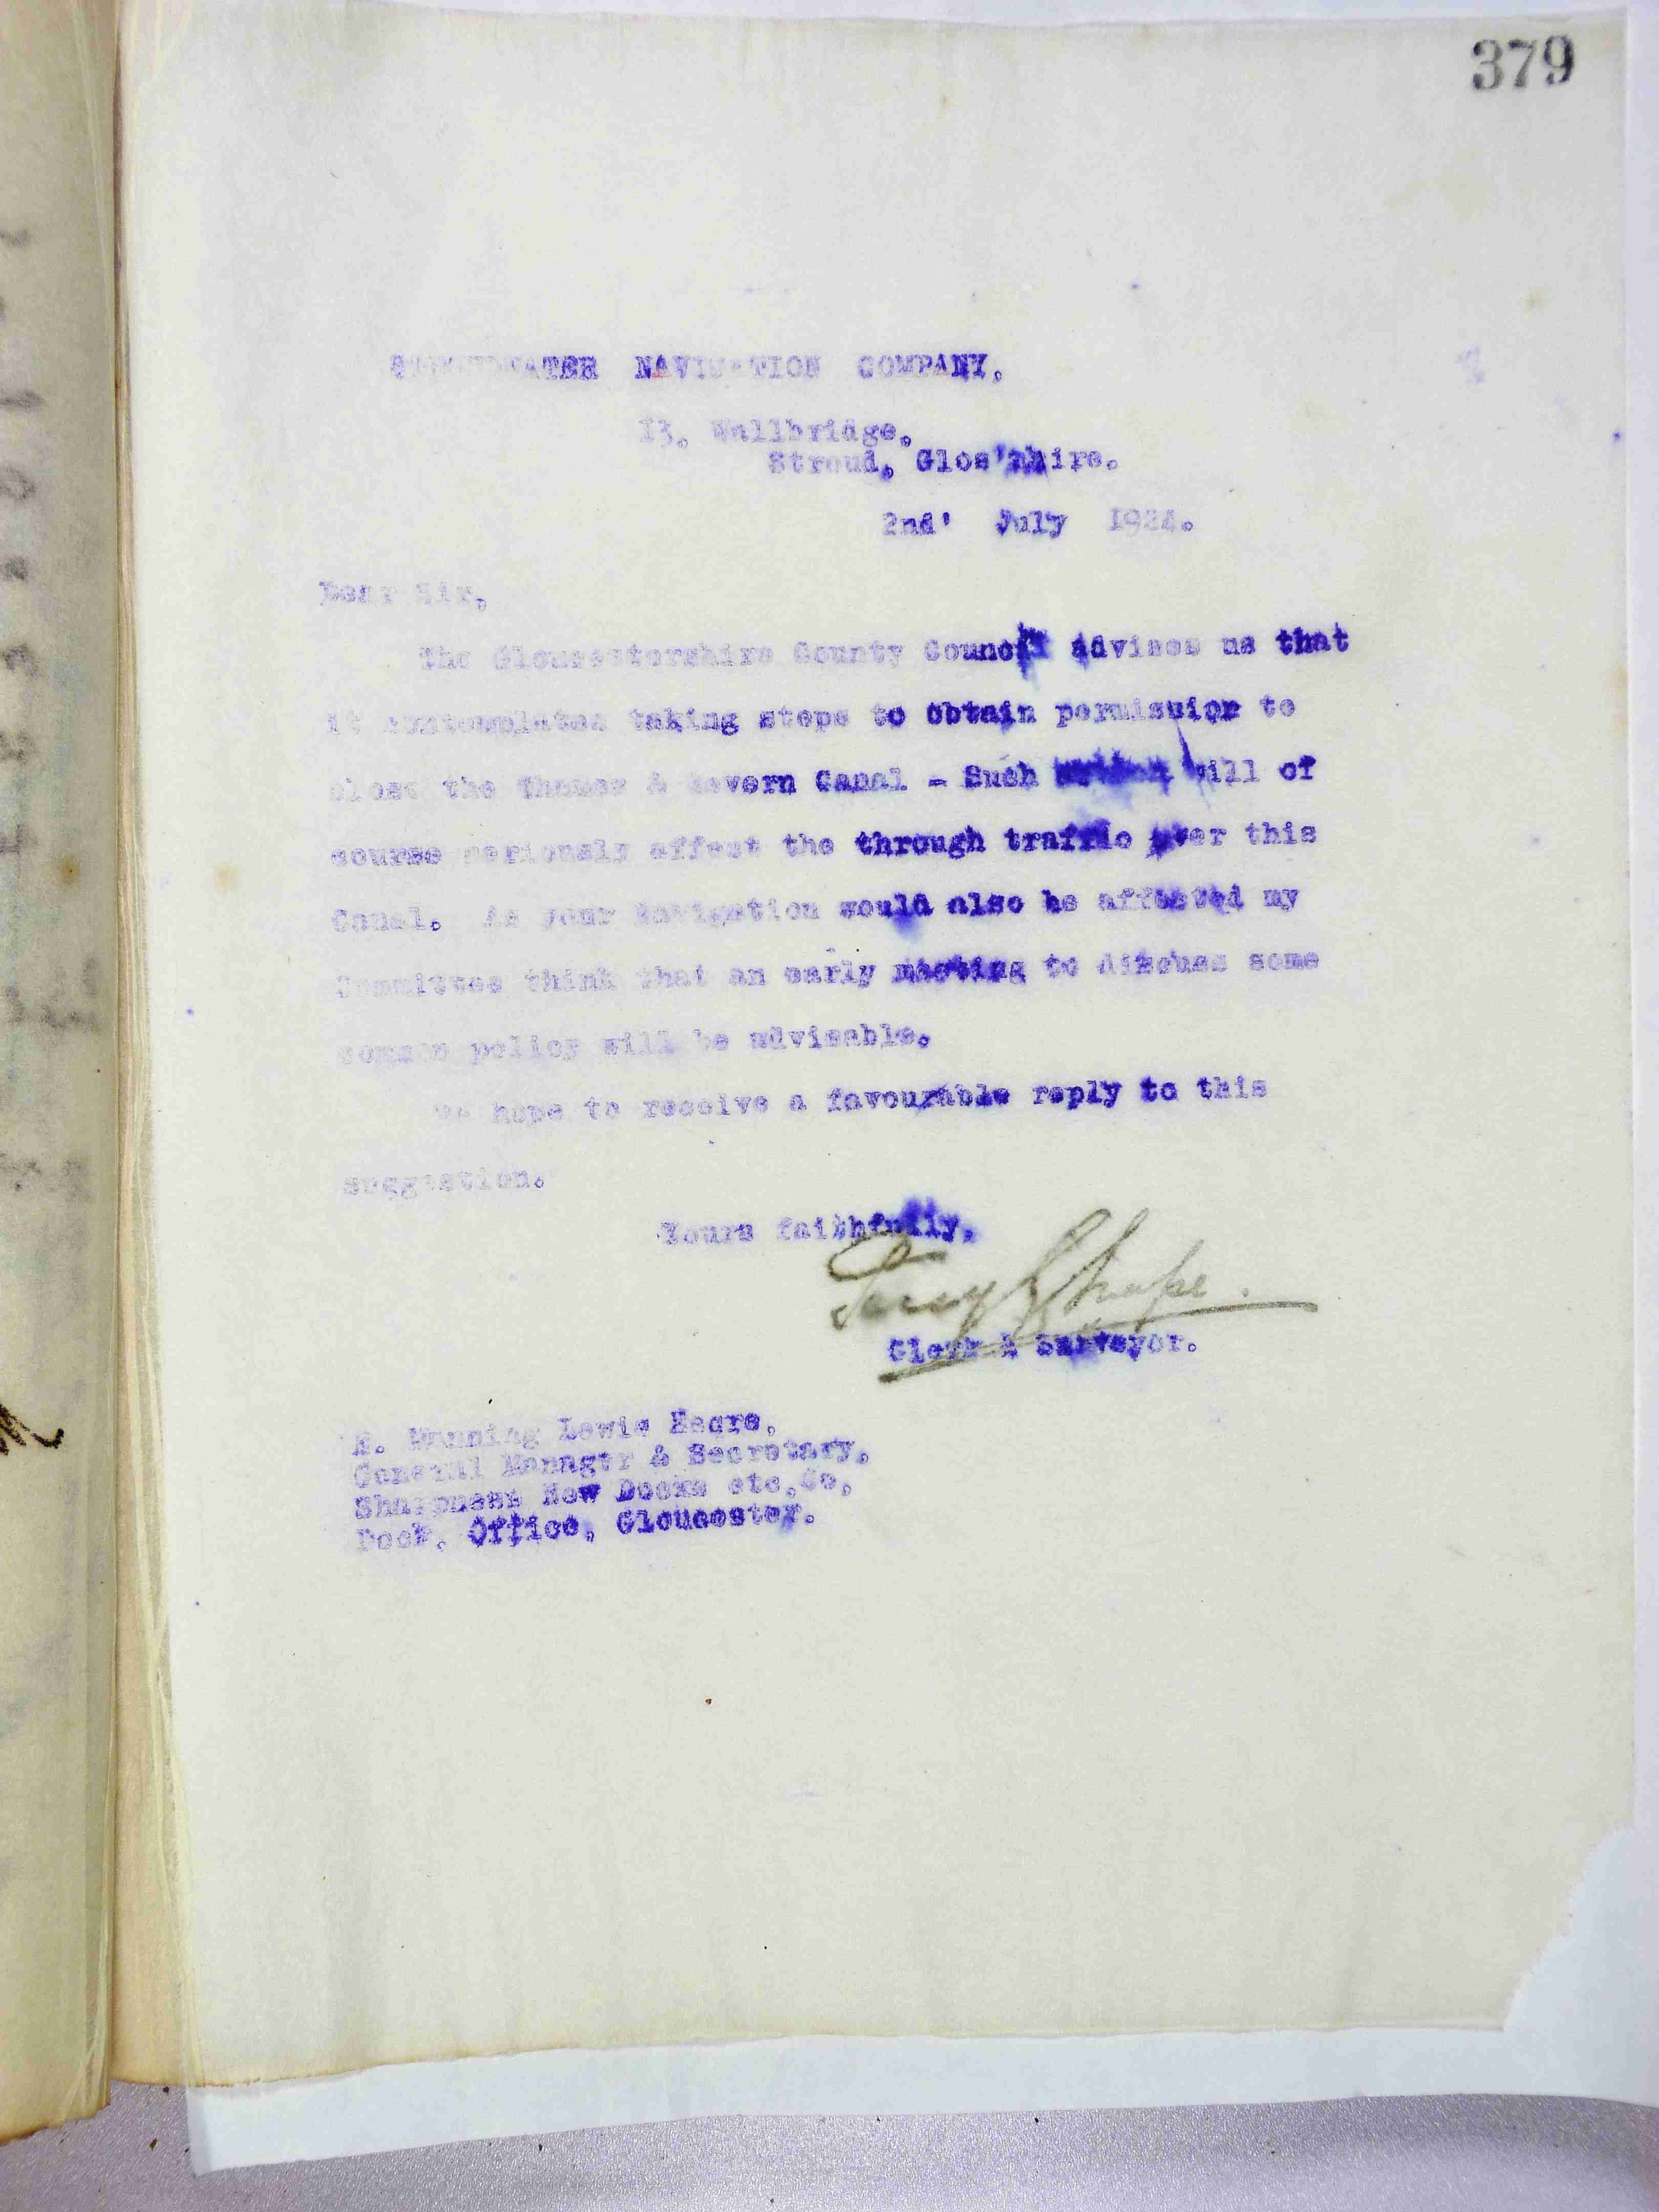 379
STROUDWATER NAVIGATION COMPANY.
13. Wallbridge,
Stroud, Glos'shire.
2nd' July 1924.
Dear Sir,
The Gloucestershire County Council advises us that
it contemplates taking steps to obtain permission to
close the Thames & Severn Canal - Such will of
course seriously affect the through traffic over this
Canal. As your Navigation would also be affected my
Committee think that an early meeting to discuss some
common policy will be advisable.
We hope to receive a favourable reply to this
suggestion.
Yours faithfully,
Clerk & Surveyor.
Lewis Esqre,
General Manager & Secretary,
Sharpness New Docks etc, Co,
Dock. Office, Gloucester.